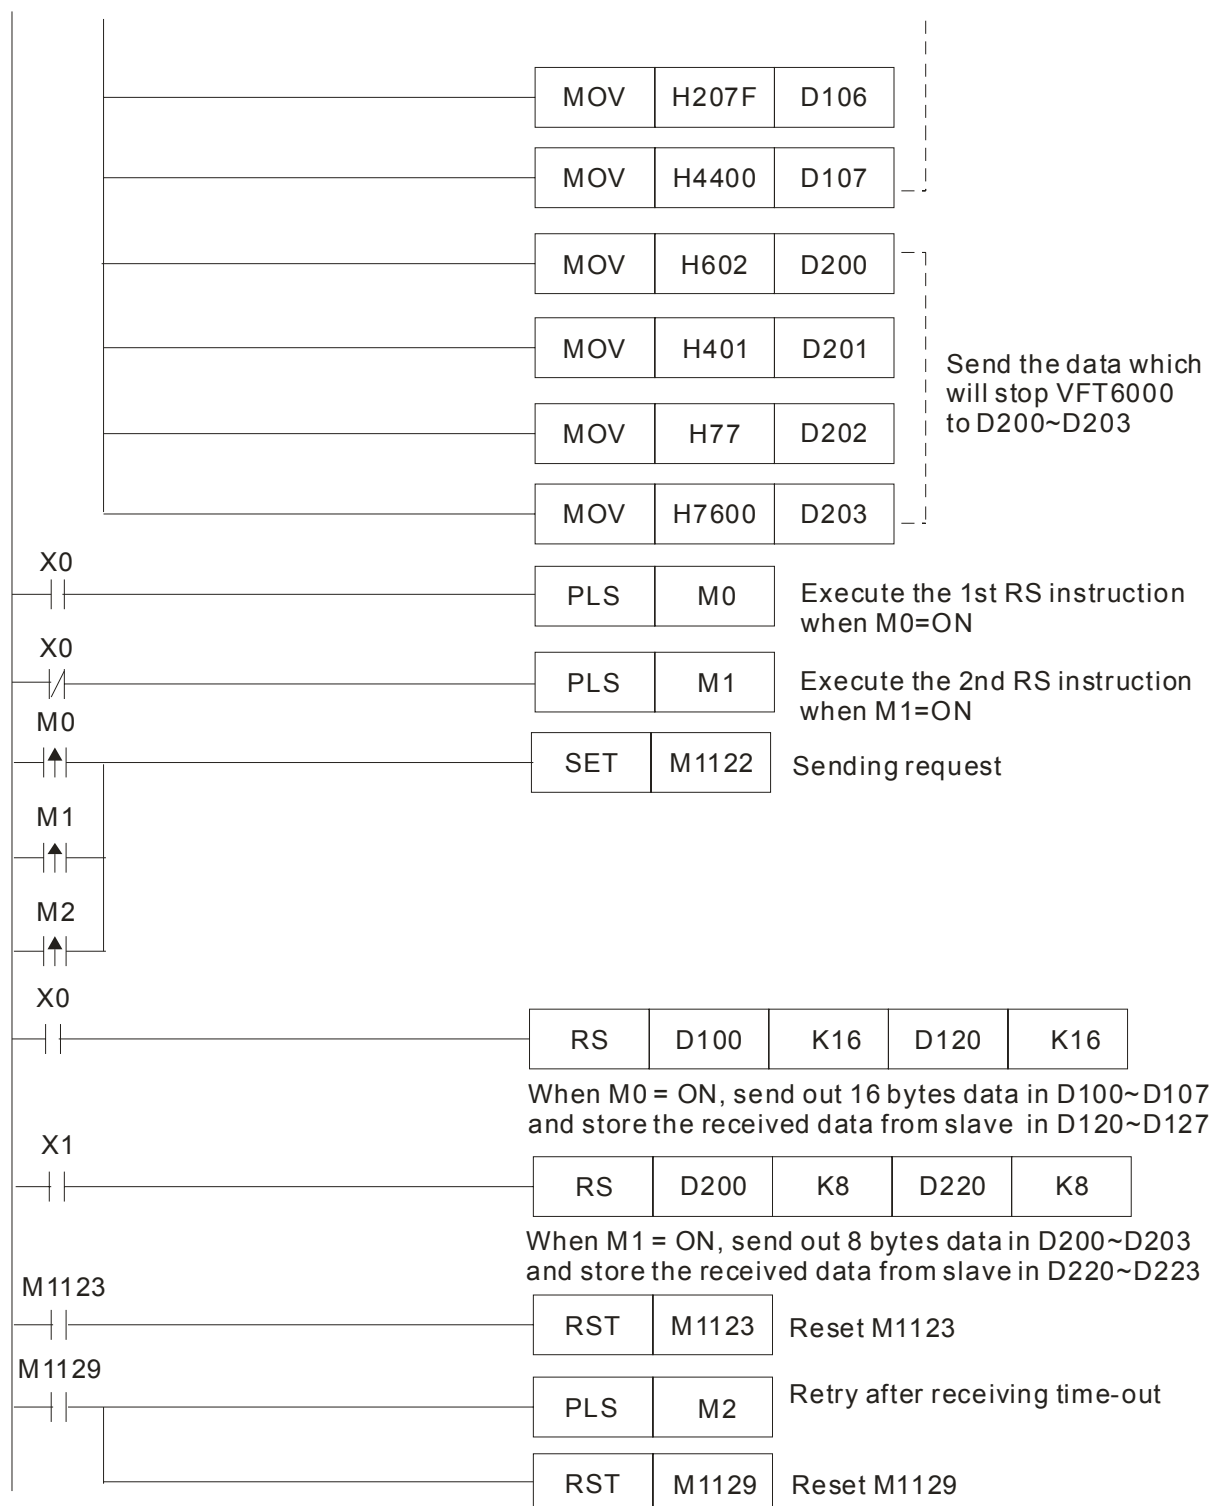 MOV H207F D106
MOV H4400 D107
MOV H602 D200
MOV H401 D201
Send the data which
will stop VFT6000
to D200~D203
MOV H77 D202
MOV H7600 D203
X0
PLS M0
Execute the 1st RS instruction
when M0=ON
X0
PLS M1
Execute the 2nd RS instruction
when M1=ON
M0
SET M1122 Sending request
M1
M2
X0
RS D100 K16 D120 K16
When M0 = ON, send out 16 bytes data in D100~D107
and store the received data from slave in D120~D127
X1
RS D200 K8 D220 K8
When M1 = ON, send out 8 bytes data in D200~D203
and store the received data from slave in D220~D223
M1123
RST M1123 Reset M1123
M1129
PLS M2 Retry after receiving time-out
RST M1129 Reset M1129